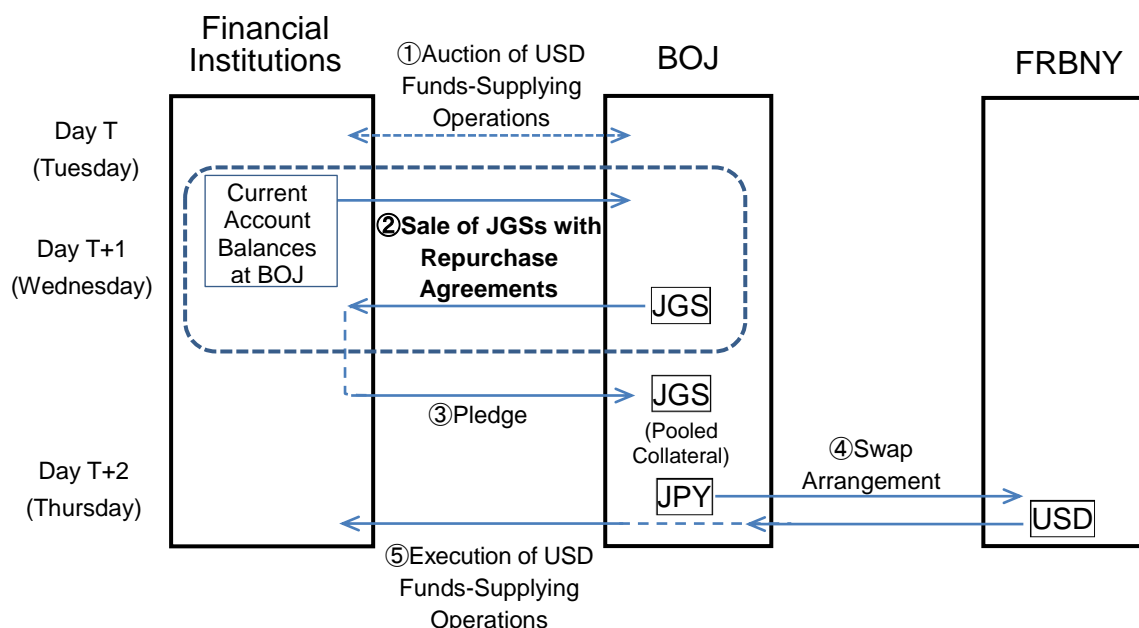 Financial
Institutions
BOJ
FRBNY
①Auction of USD
Funds-Supplying
Operations
Day T
(Tuesday)
Current
Account
Balances
at BOJ
②Sale of JGSs with
Repurchase
Agreements
Day T+1
(Wednesday)
JGS
JGS
③Pledge
(Pooled
Collateral)
④Swap
Arrangement
Day T+2
(Thursday)
JPY
USD
⑤Execution of USD
Funds-Supplying
Operations